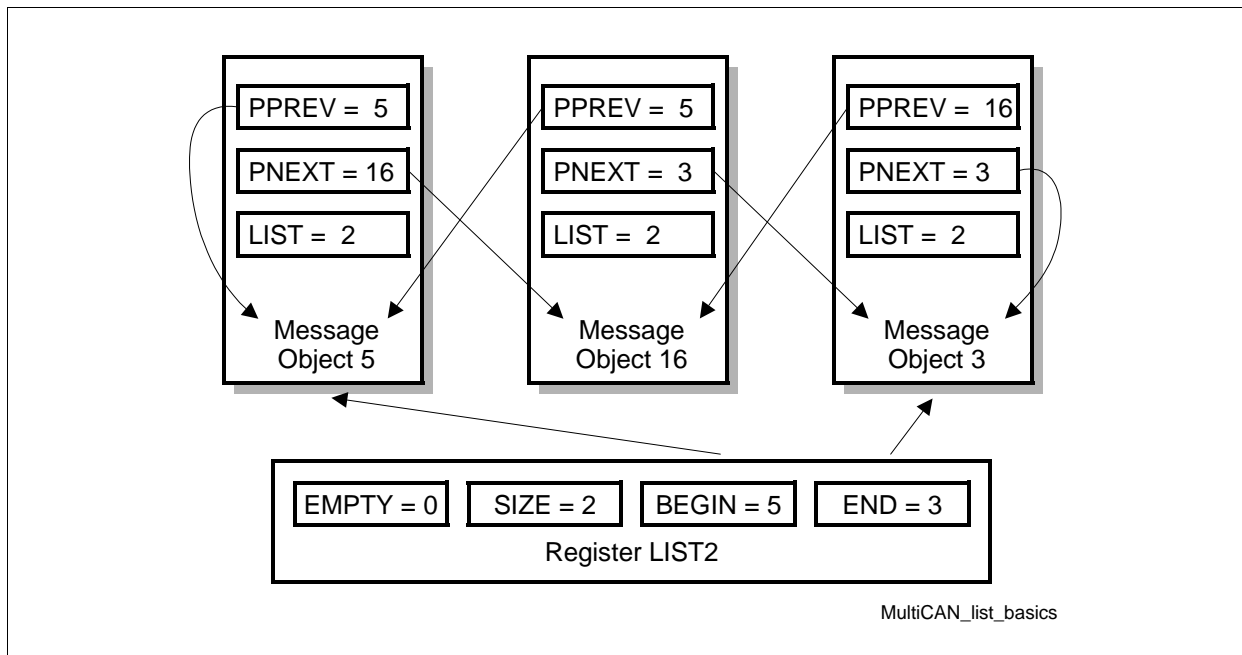 PPREV = 5
PNEXT = 16
LIST = 2
Message
Object 5
PPREV = 5
PNEXT = 3
LIST = 2
Message
Object 16
PPREV = 16
PNEXT = 3
LIST = 2
Message
Object 3
EMPTY = 0
SIZE = 2
BEGIN = 5
END = 3
Register LIST2
MultiCAN_list_basics